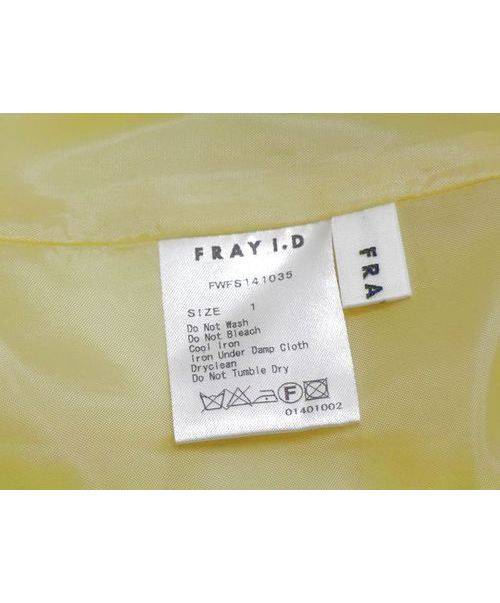 FRAY I.D
FWFS141035
SIZE 1
Do Not Wash
Do Not Bleach
Cool Iron
Iron Under Damp Cloth
Dryclean
Do Not Tumble Dry
F
01401002
FRA